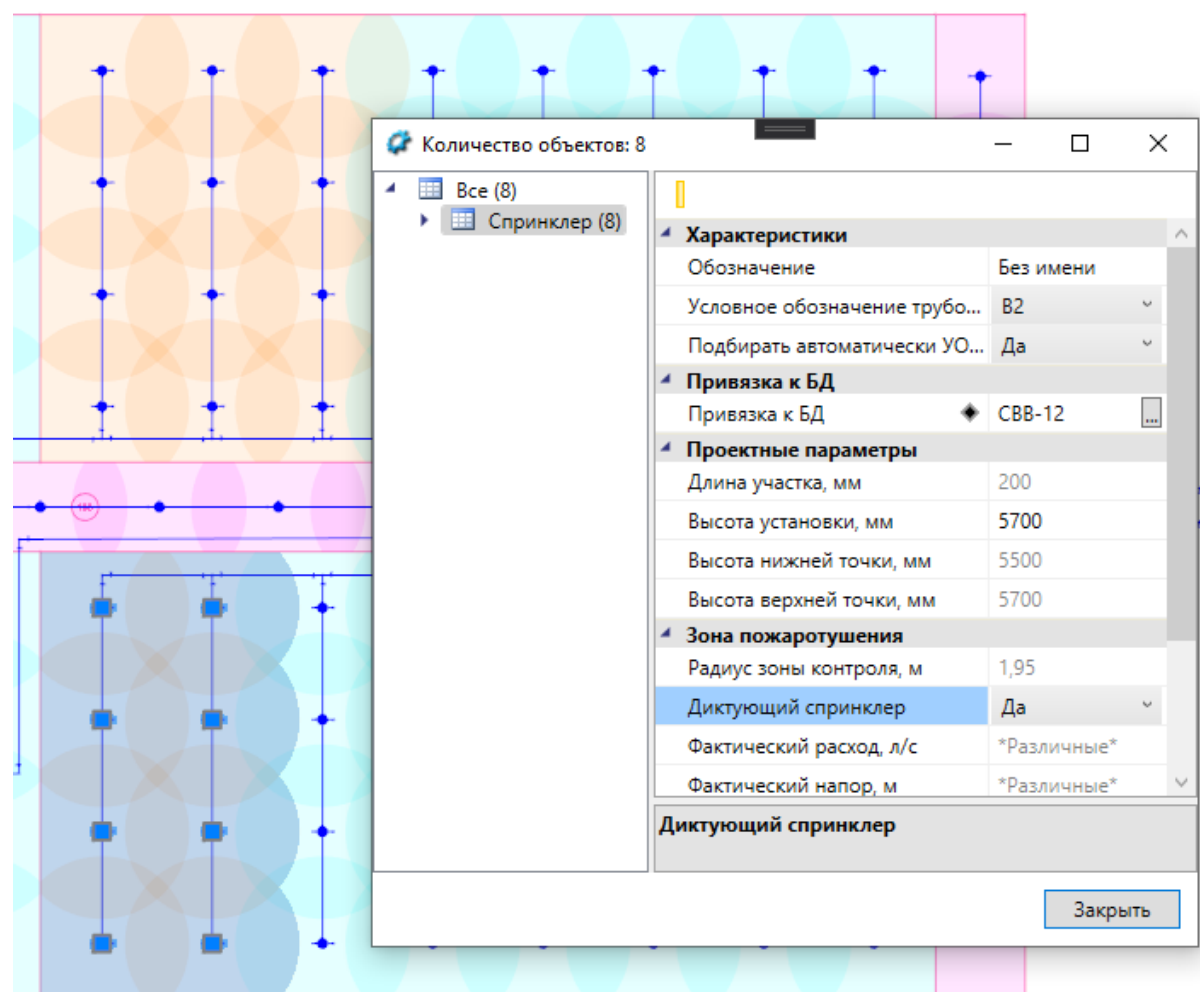 Количество объектов: 8
Все (8)
Спринклер (8)
Характеристики
Обозначение Без имени
Условное обозначение трубо... В2
Подбирать автоматически УО... Да
Привязка к БД
Привязка к БД СВВ-12 ...
Проектные параметры
Длина участка, мм 200
Высота установки, мм 5700
Высота нижней точки, мм 5500
Высота верхней точки, мм 5700
Зона пожаротушения
Радиус зоны контроля, м 1,95
Диктующий спринклер Да
Фактический расход, л/с *Различные*
Фактический напор, м *Различные*
Диктующий спринклер
Закрыть